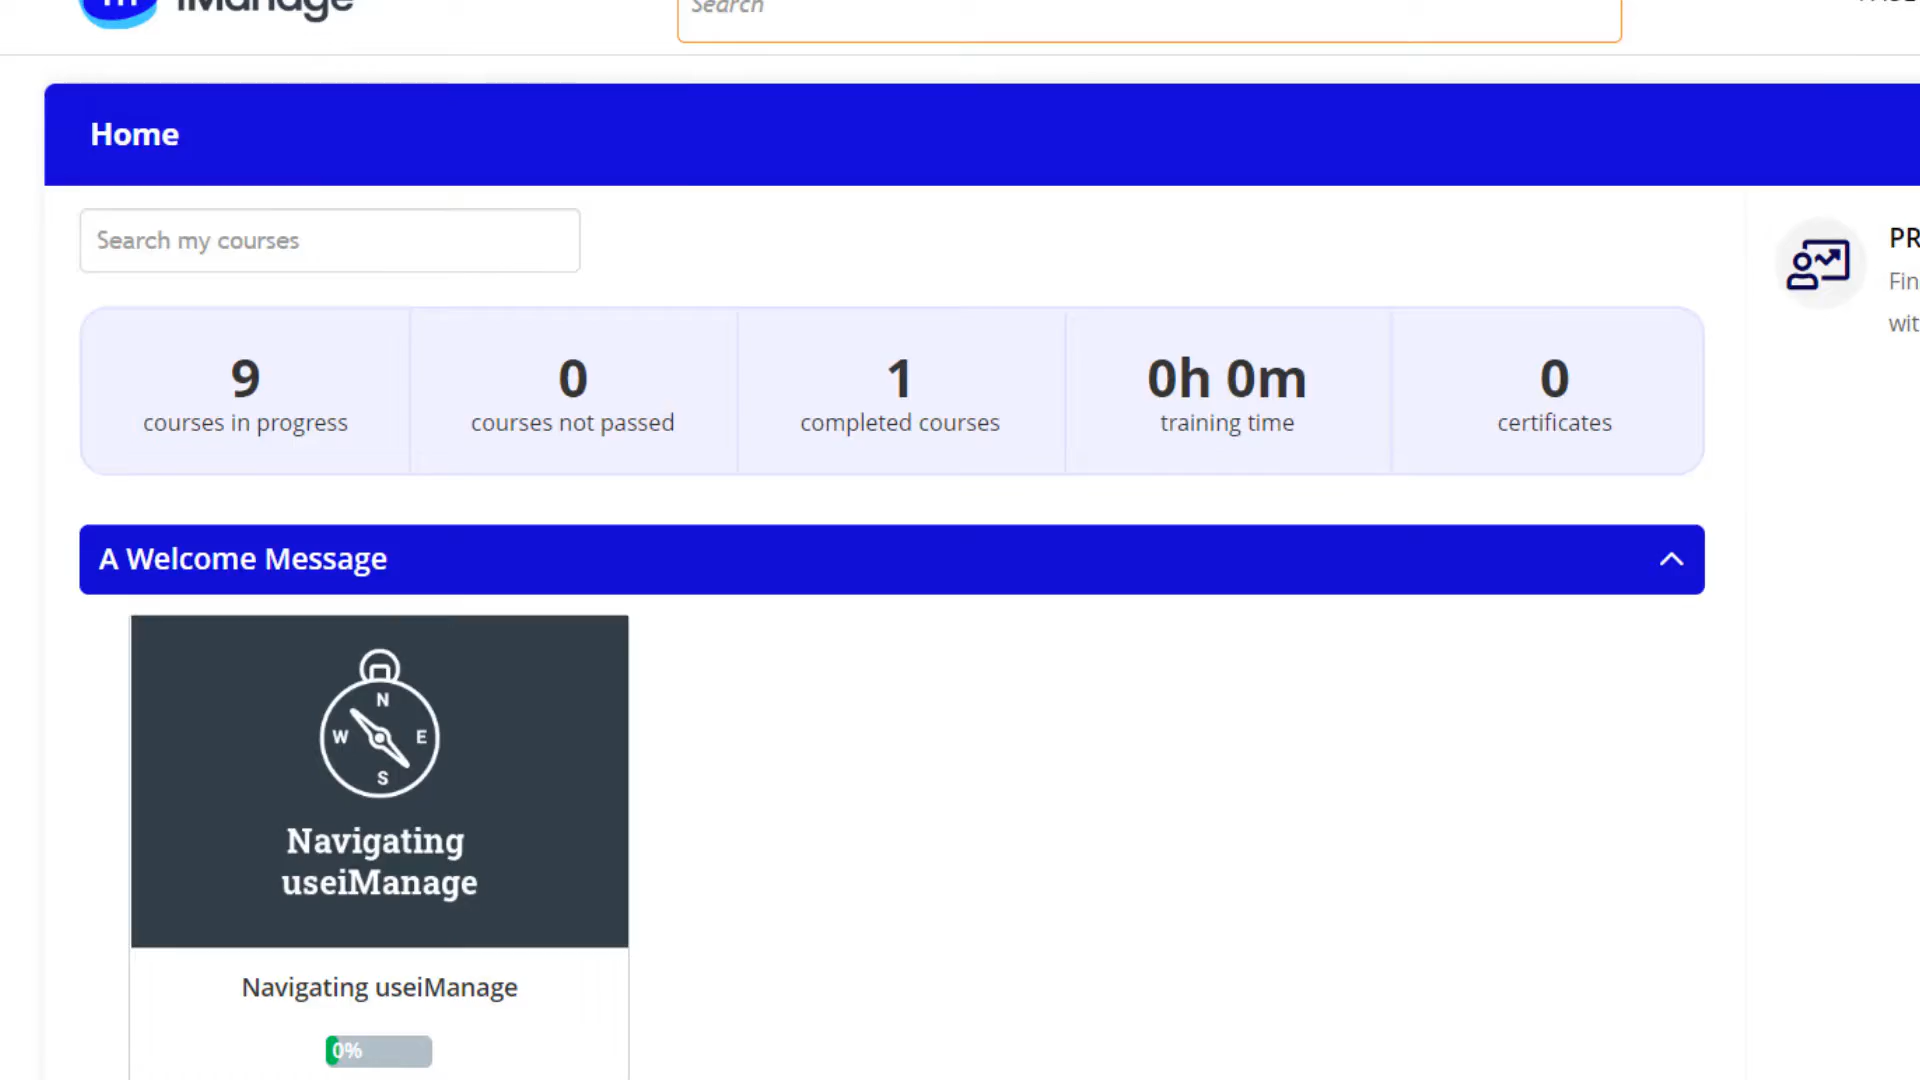 iManage
Search
Home
Search my courses
9
courses in progress
0
courses not passed
1
completed courses
0h 0m
training time
0
certificates
PR
Fin
wit
A Welcome Message
N
W E
S
Navigating
useiManage
Navigating useiManage
0%